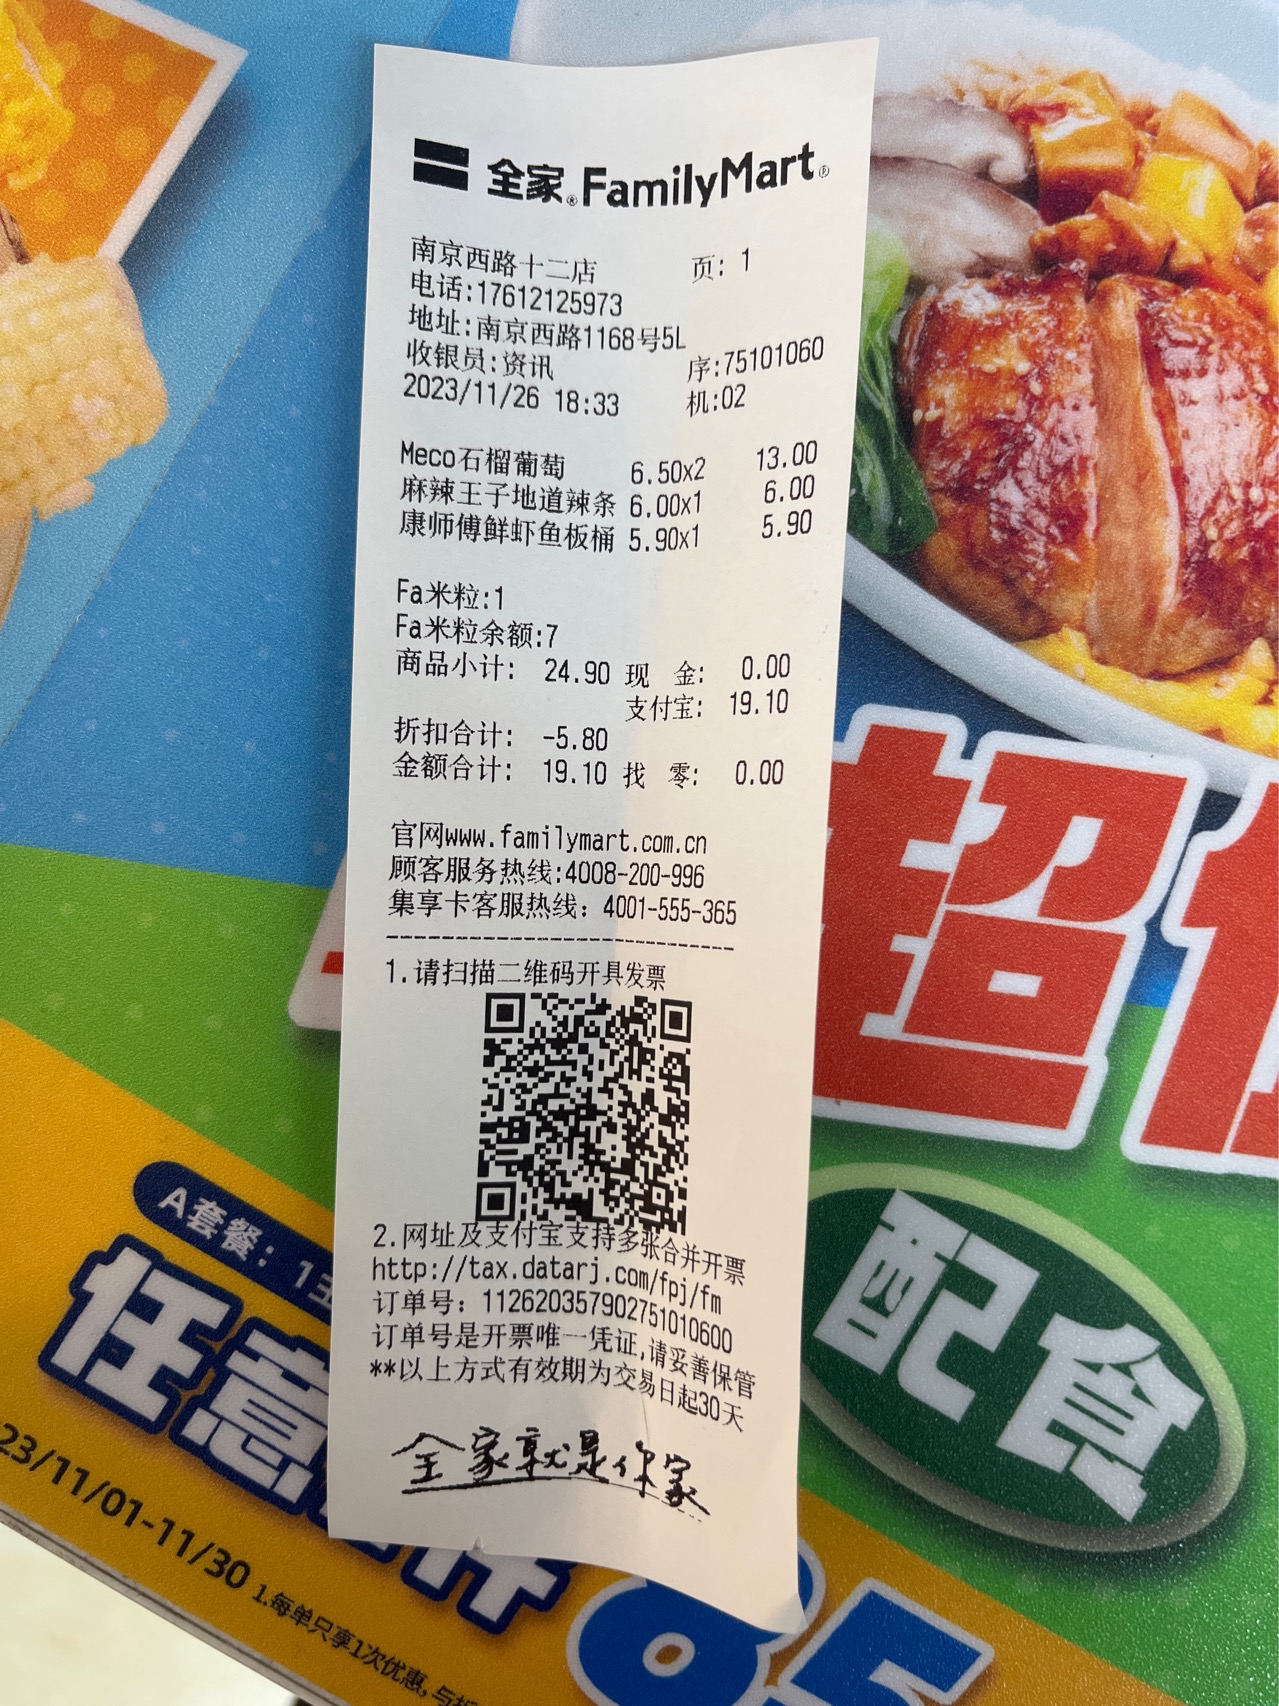 全家®FamilyMart®
南京西路十二店 页: 1
电话:17612125973
地址:南京西路1168号5L
收银员:资讯 序:75101060
2023/11/26 18:33 机:02
Meco石榴葡萄 6.50x2 13.00
麻辣王子地道辣条 6.00x1 6.00
康师傅鲜虾鱼板桶 5.90x1 5.90
Fa米粒:1
Fa米粒余额:7
商品小计: 24.90 现 金: 0.00
支付宝: 19.10
折扣合计: -5.80
金额合计: 19.10 找 零: 0.00
官网www.familymart.com.cn
顾客服务热线:4008-200-996
集享卡客服热线: 4001-555-365
1.请扫描二维码开具发票
2.网址及支付宝支持多张合并开票
http://tax.datarj.com/fpj/fm
订单号: 112620357902751010600
订单号是开票唯一凭证,请妥善保管
**以上方式有效期为交易日起30天
全家就是你家
超
配食
A套餐: 1主
任意
23/11/01-11/30
1.每单只享1次优惠,与折